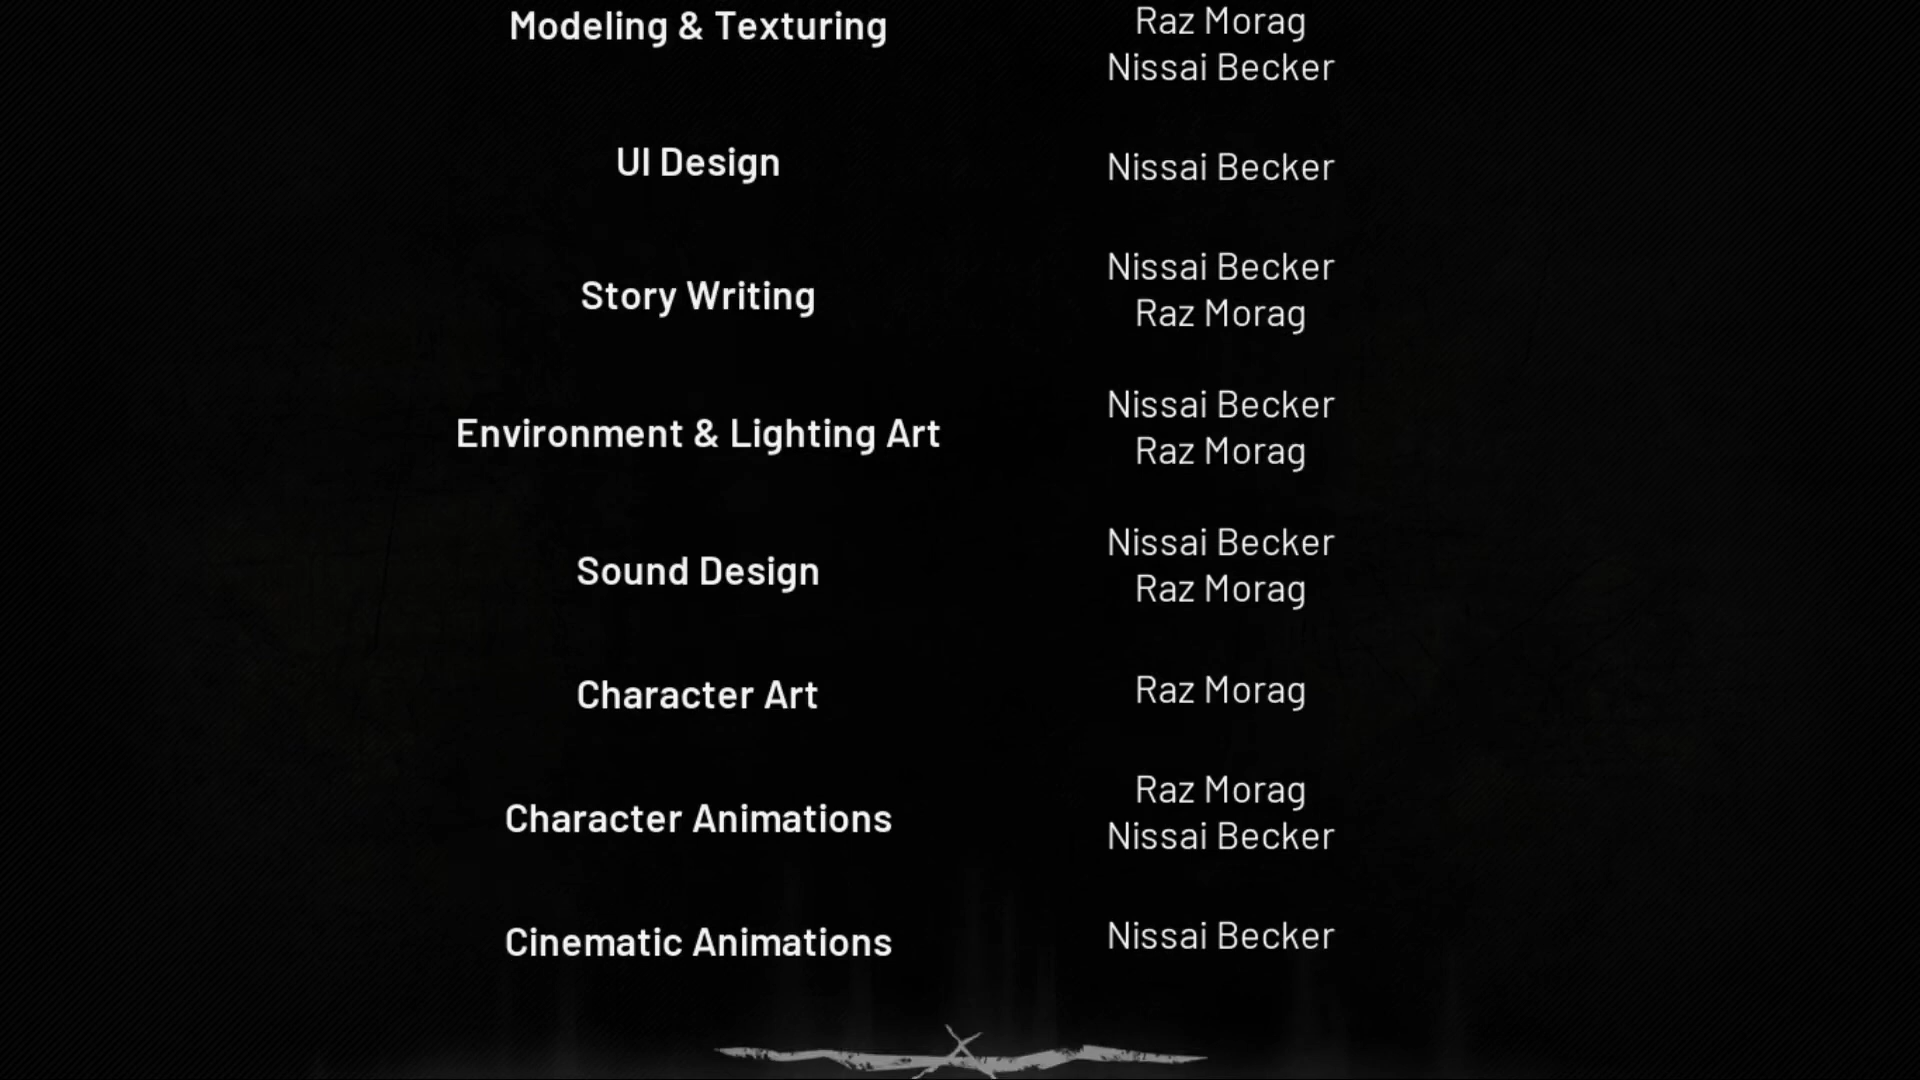 Modeling & Texturing
Raz Morag
Nissai Becker
UI Design
Nissai Becker
Story Writing
Nissai Becker
Raz Morag
Environment & Lighting Art
Nissai Becker
Raz Morag
Sound Design
Nissai Becker
Raz Morag
Character Art
Raz Morag
Character Animations
Raz Morag
Nissai Becker
Cinematic Animations
Nissai Becker